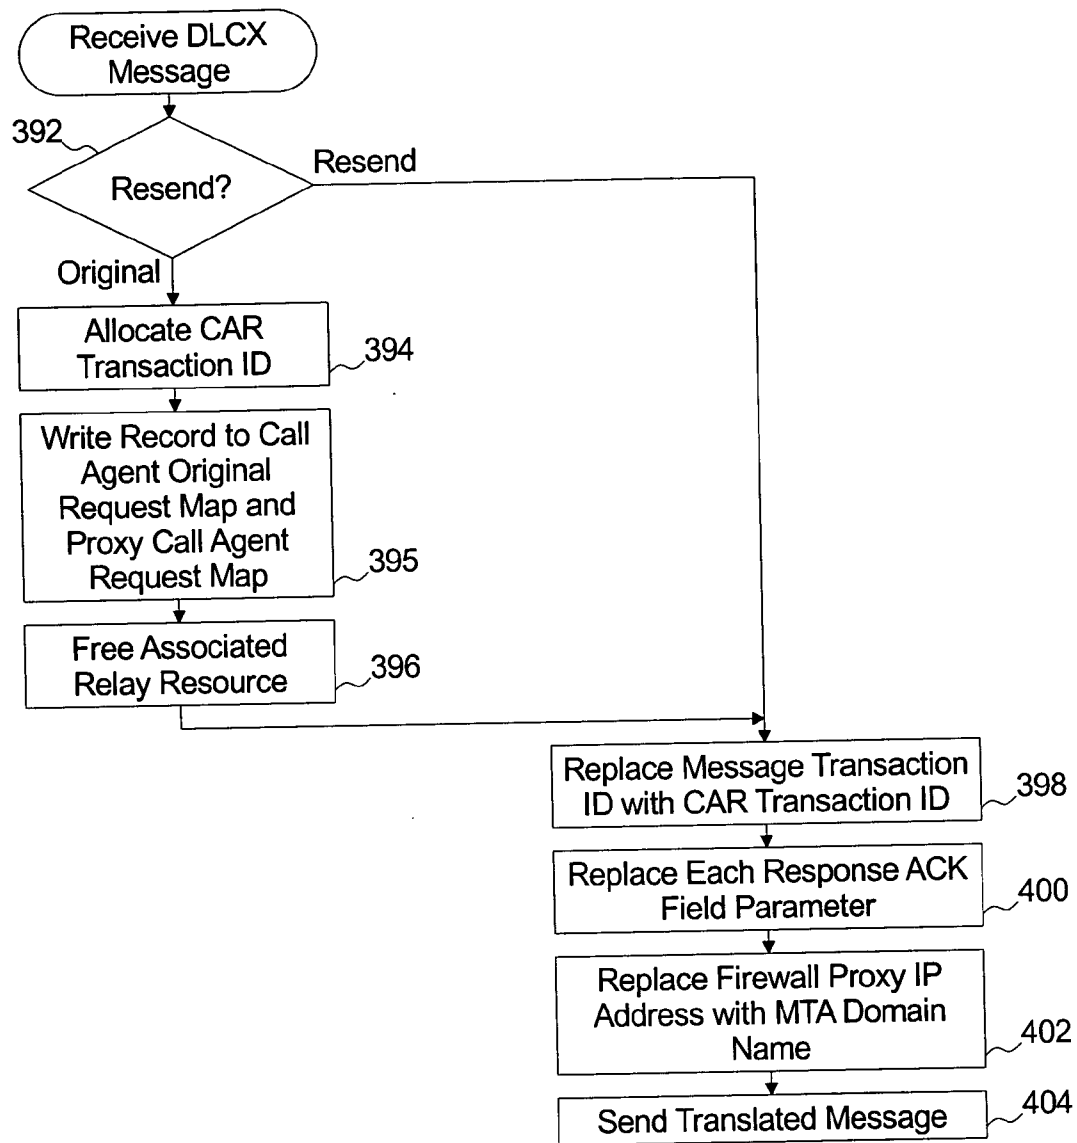 Receive DLCX
Message
392
Resend?
Resend
Original
Allocate CAR
Transaction ID
394
Write Record to Call
Agent Original
Request Map and
Proxy Call Agent
Request Map
395
Free Associated
Relay Resource
396
Replace Message Transaction
ID with CAR Transaction ID
398
Replace Each Response ACK
Field Parameter
400
Replace Firewall Proxy IP
Address with MTA Domain
Name
402
Send Translated Message
404